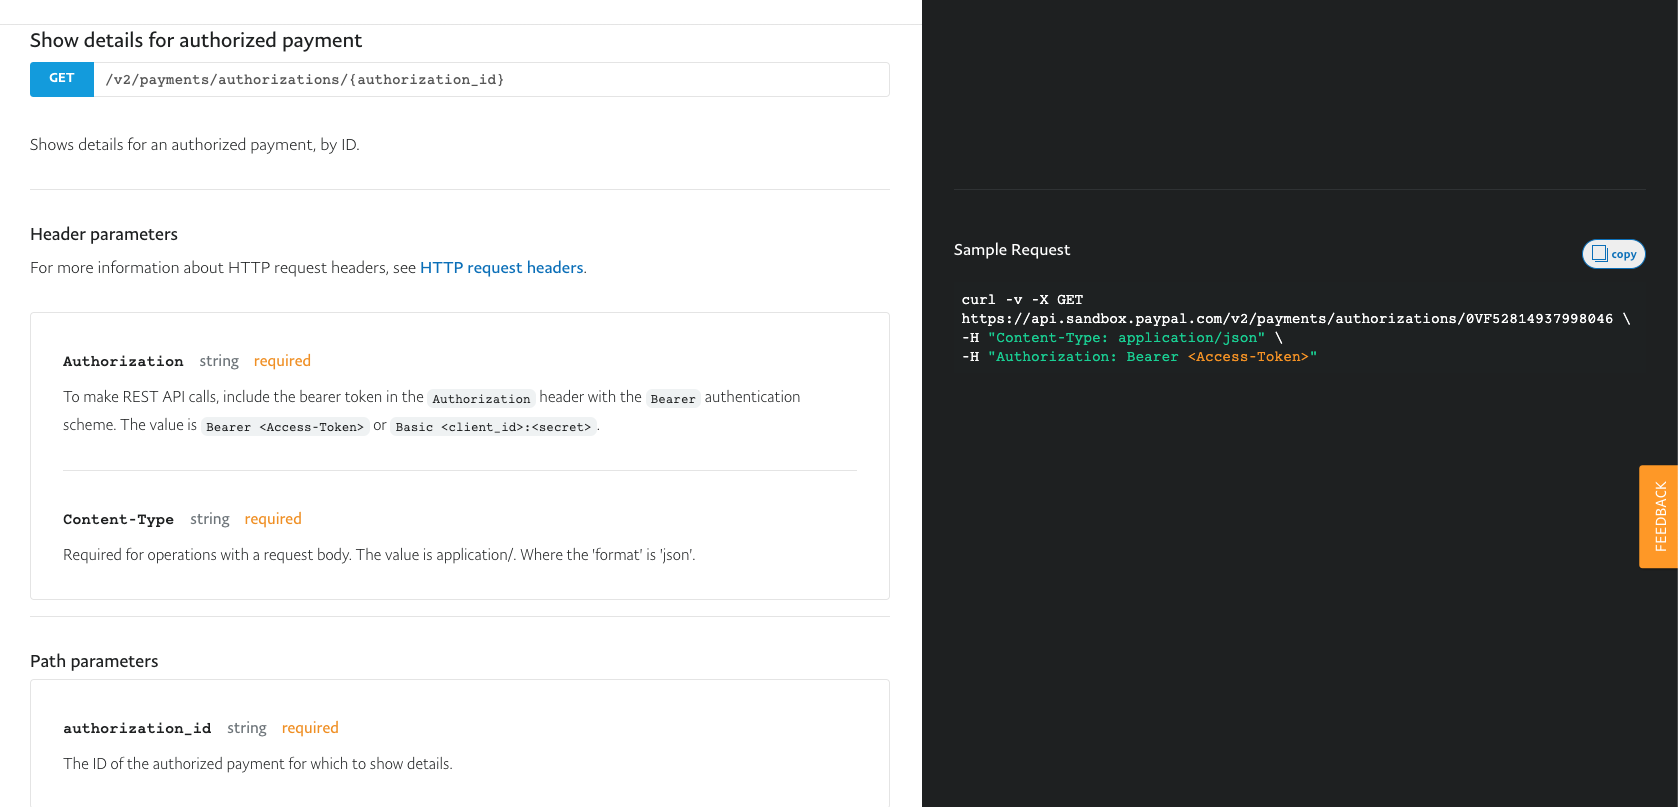 Show details for authorized payment
GET /v2/payments/authorizations/{authorization_id}
Shows details for an authorized payment, by ID.
Header parameters
For more information about HTTP request headers, see HTTP request headers.
Authorization string required
To make REST API calls, include the bearer token in the Authorization header with the Bearer authentication
scheme. The value is Bearer <Access-Token> or Basic <client_id>:<secret>.
Content-Type string required
Required for operations with a request body. The value is application/. Where the 'format' is 'json'.
Path parameters
authorization_id string required
The ID of the authorized payment for which to show details.
Sample Request
copy
curl -v -X GET
https://api.sandbox.paypal.com/v2/payments/authorizations/0VF52814937998046 \
-H "Content-Type: application/json" \
-H "Authorization: Bearer <Access-Token>"
FEEDBACK